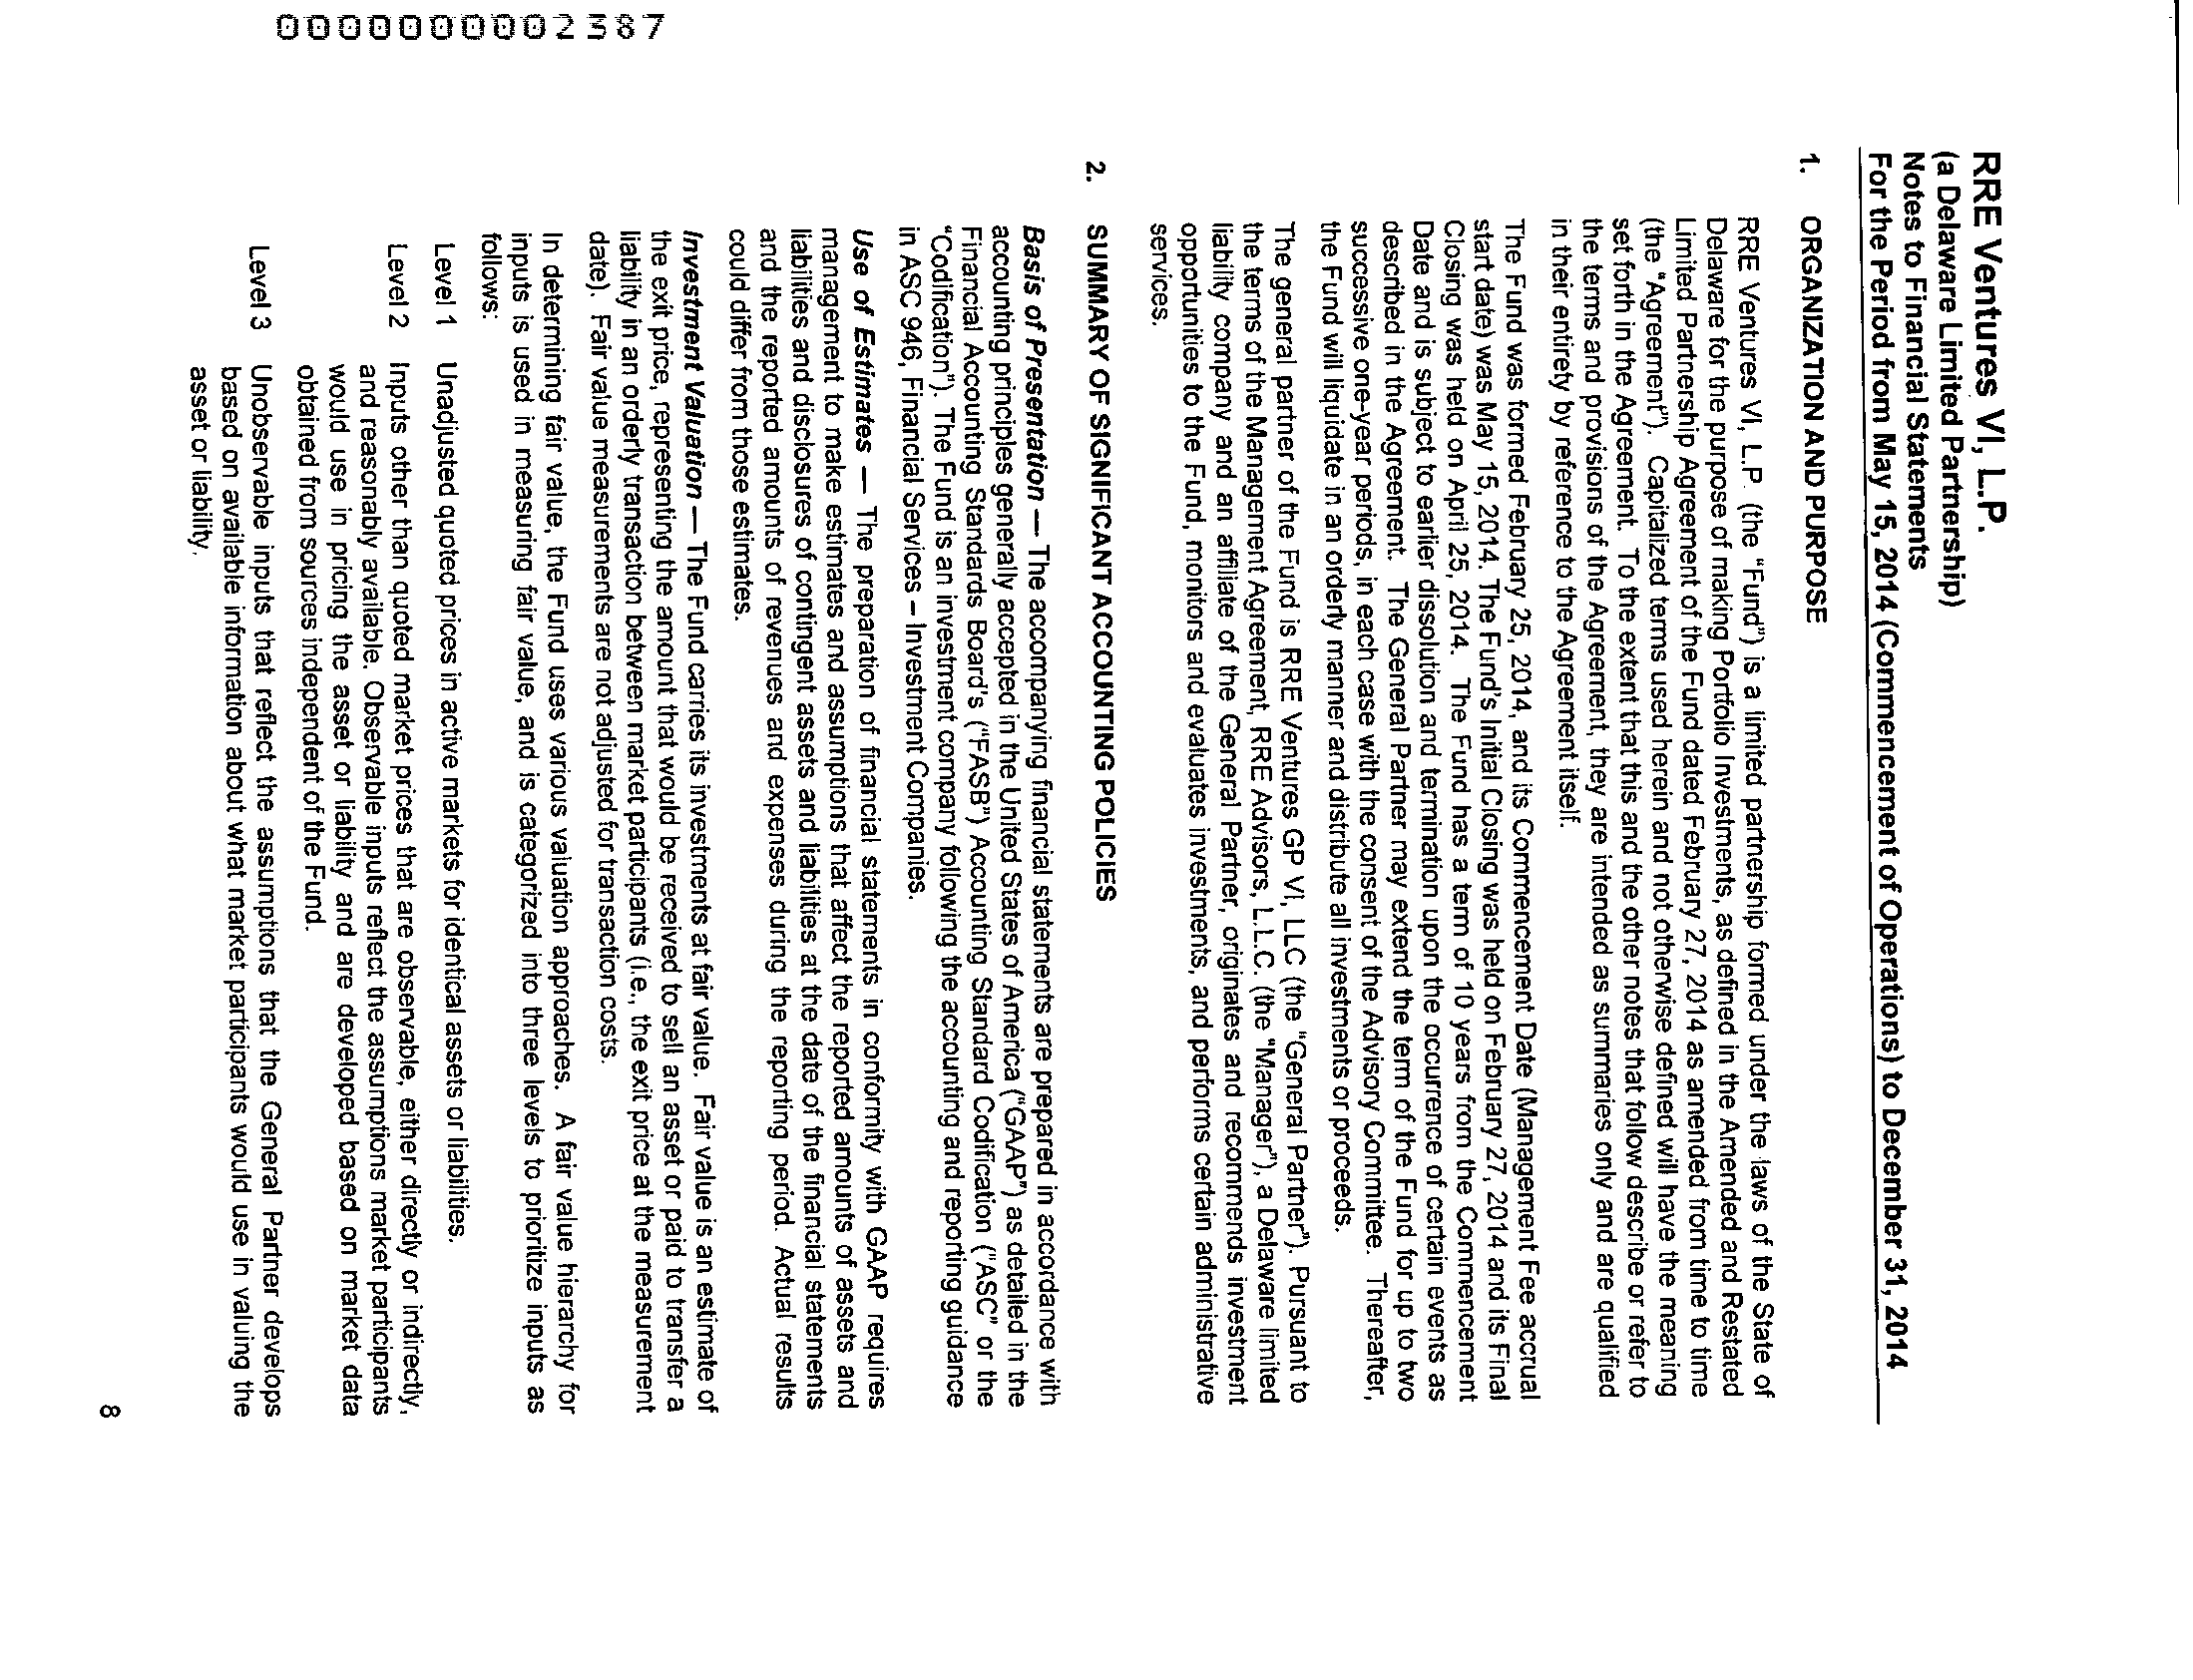 0000000002387
RRE Ventures VI, L.P.
(a Delaware Limited Partnership)
Notes to Financial Statements
For the Period from May 15, 2014 (Commencement of Operations) to December 31, 2014
1. ORGANIZATION AND PURPOSE
RRE Ventures VI, L.P. (the “Fund”) is a limited partnership formed under the laws of the State of
Delaware for the purpose of making Portfolio Investments, as defined in the Amended and Restated
Limited Partnership Agreement of the Fund dated February 27, 2014 as amended from time to time
(the “Agreement”). Capitalized terms used herein and not otherwise defined will have the meaning
set forth in the Agreement. To the extent that this and the other notes that follow describe or refer to
the terms and provisions of the Agreement, they are intended as summaries only and are qualified
in their entirety by reference to the Agreement itself.
The Fund was formed February 25, 2014, and its Commencement Date (Management Fee accrual
start date) was May 15, 2014. The Fund's Initial Closing was held on February 27, 2014 and its Final
Closing was held on April 25, 2014. The Fund has a term of 10 years from the Commencement
Date and is subject to earlier dissolution and termination upon the occurrence of certain events as
described in the Agreement. The General Partner may extend the term of the Fund for up to two
successive one-year periods, in each case with the consent of the Advisory Committee. Thereafter,
the Fund will liquidate in an orderly manner and distribute all investments or proceeds.
The general partner of the Fund is RRE Ventures GP VI, LLC (the “General Partner”). Pursuant to
the terms of the Management Agreement, RRE Advisors, L.L.C. (the “Manager”), a Delaware limited
liability company and an affiliate of the General Partner, originates and recommends investment
opportunities to the Fund, monitors and evaluates investments, and performs certain administrative
services.
2. SUMMARY OF SIGNIFICANT ACCOUNTING POLICIES
Basis of Presentation — The accompanying financial statements are prepared in accordance with
accounting principles generally accepted in the United States of America (“GAAP”) as detailed in the
Financial Accounting Standards Board's (“FASB”) Accounting Standard Codification (“ASC” or the
“Codification”). The Fund is an investment company following the accounting and reporting guidance
in ASC 946, Financial Services – Investment Companies.
Use of Estimates — The preparation of financial statements in conformity with GAAP requires
management to make estimates and assumptions that affect the reported amounts of assets and
liabilities and disclosures of contingent assets and liabilities at the date of the financial statements
and the reported amounts of revenues and expenses during the reporting period. Actual results
could differ from those estimates.
Investment Valuation — The Fund carries its investments at fair value. Fair value is an estimate of
the exit price, representing the amount that would be received to sell an asset or paid to transfer a
liability in an orderly transaction between market participants (i.e., the exit price at the measurement
date). Fair value measurements are not adjusted for transaction costs.
In determining fair value, the Fund uses various valuation approaches. A fair value hierarchy for
inputs is used in measuring fair value, and is categorized into three levels to prioritize inputs as
follows:
Level 1 Unadjusted quoted prices in active markets for identical assets or liabilities.
Level 2 Inputs other than quoted market prices that are observable, either directly or indirectly,
and reasonably available. Observable inputs reflect the assumptions market participants
would use in pricing the asset or liability and are developed based on market data
obtained from sources independent of the Fund.
Level 3 Unobservable inputs that reflect the assumptions that the General Partner develops
based on available information about what market participants would use in valuing the
asset or liability.
8